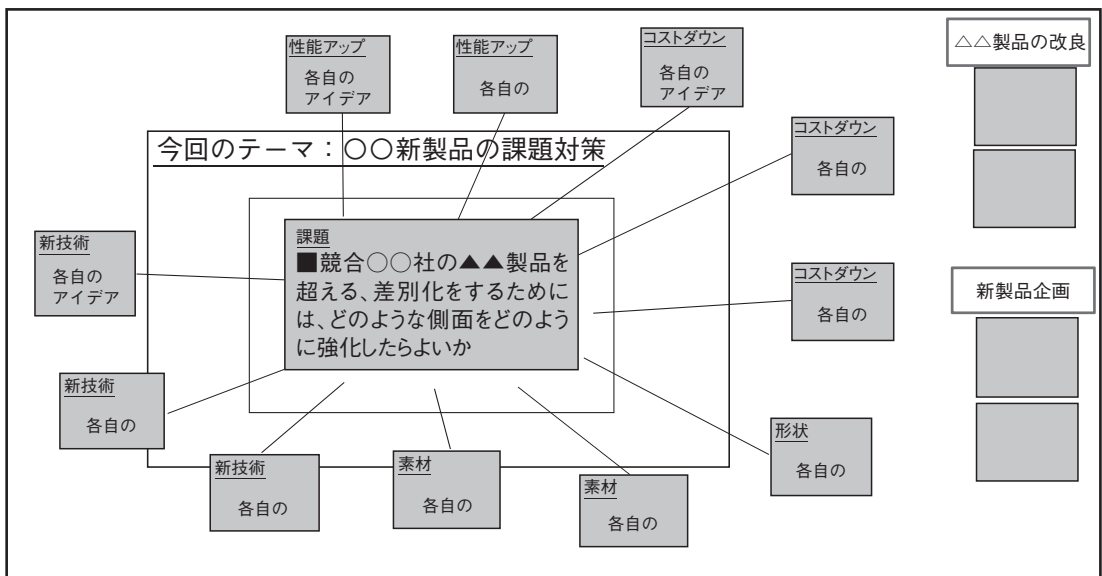 性能アップ
各自の
アイデア
性能アップ
各自の
コストダウン
各自の
アイデア
△△製品の改良
コストダウン
各自の
今回のテーマ：○○新製品の課題対策
課題
■競合○○社の▲▲製品を
超える、差別化をするために
は、どのような側面をどのよう
に強化したらよいか
新技術
各自の
アイデア
コストダウン
各自の
新製品企画
新技術
各自の
形状
各自の
新技術
各自の
素材
各自の
素材
各自の